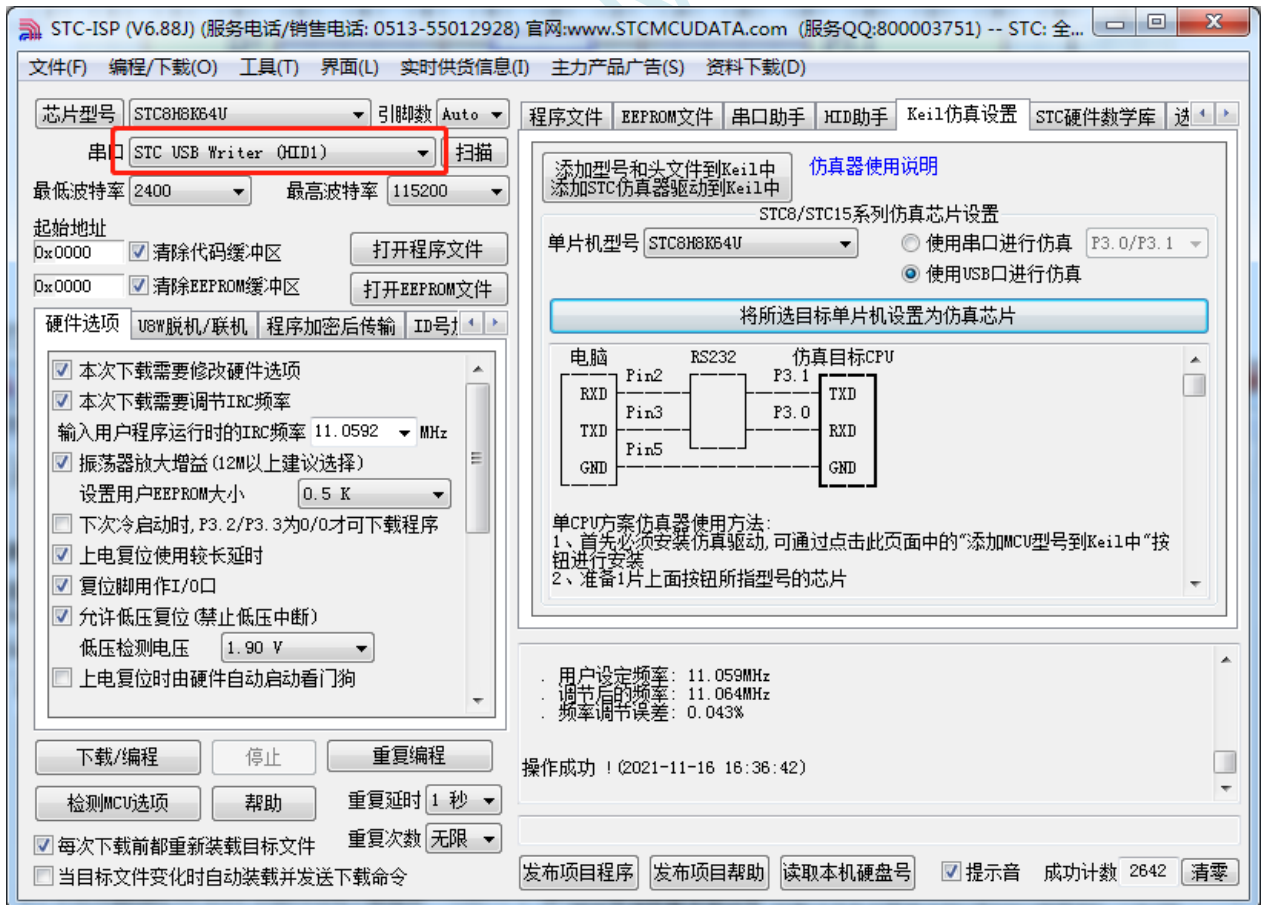 STC-ISP (V6.88J) (服务电话/销售电话: 0513-55012928) 官网:www.STCMCUDATA.com (服务QQ:800003751) -- STC: 全...
文件(F) 编程/下载(O) 工具(T) 界面(L) 实时供货信息(I) 主力产品广告(S) 资料下载(D)
芯片型号 STC8H8K64U 引脚数 Auto
串口 STC USB Writer (HID1) 扫描
最低波特率 2400 最高波特率 115200
起始地址
0x0000 清除代码缓冲区 打开程序文件
0x0000 清除EEPROM缓冲区 打开EEPROM文件
硬件选项 U8W脱机/联机 程序加密后传输 ID号
本次下载需要修改硬件选项
本次下载需要调节IRC频率
输入用户程序运行时的IRC频率 11.0592 MHz
振荡器放大增益(12M以上建议选择)
设置用户EEPROM大小 0.5 K
下次冷启动时,P3.2/P3.3为0/0才可下载程序
上电复位使用较长延时
复位脚用作I/O口
允许低压复位(禁止低压中断)
低压检测电压 1.90 V
上电复位时由硬件自动启动看门狗
下载/编程 停止 重复编程
检测MCU选项 帮助 重复延时 1 秒
每次下载前都重新装载目标文件 重复次数 无限
当目标文件变化时自动装载并发送下载命令
程序文件 EEPROM文件 串口助手 HID助手 Keil仿真设置 STC硬件数学库 选
添加型号和头文件到Keil中
添加STC仿真器驱动到Keil中
仿真器使用说明
STC8/STC15系列仿真芯片设置
单片机型号 STC8H8K64U 使用串口进行仿真 P3.0/P3.1
使用USB口进行仿真
将所选目标单片机设置为仿真芯片
电脑 RS232 仿真目标CPU
Pin2 P3.1
RXD TXD
Pin3 P3.0
TXD RXD
Pin5
GND GND
单CPU方案仿真器使用方法:
1、首先必须安装仿真驱动,可通过点击此页面中的"添加MCU型号到Keil中"按
钮进行安装
2、准备1片上面按钮所指型号的芯片
. 用户设定频率: 11.059MHz
. 调节后的频率: 11.064MHz
. 频率调节误差: 0.043%
操作成功 !(2021-11-16 16:36:42)
发布项目程序 发布项目帮助 读取本机硬盘号 提示音 成功计数 2642 清零